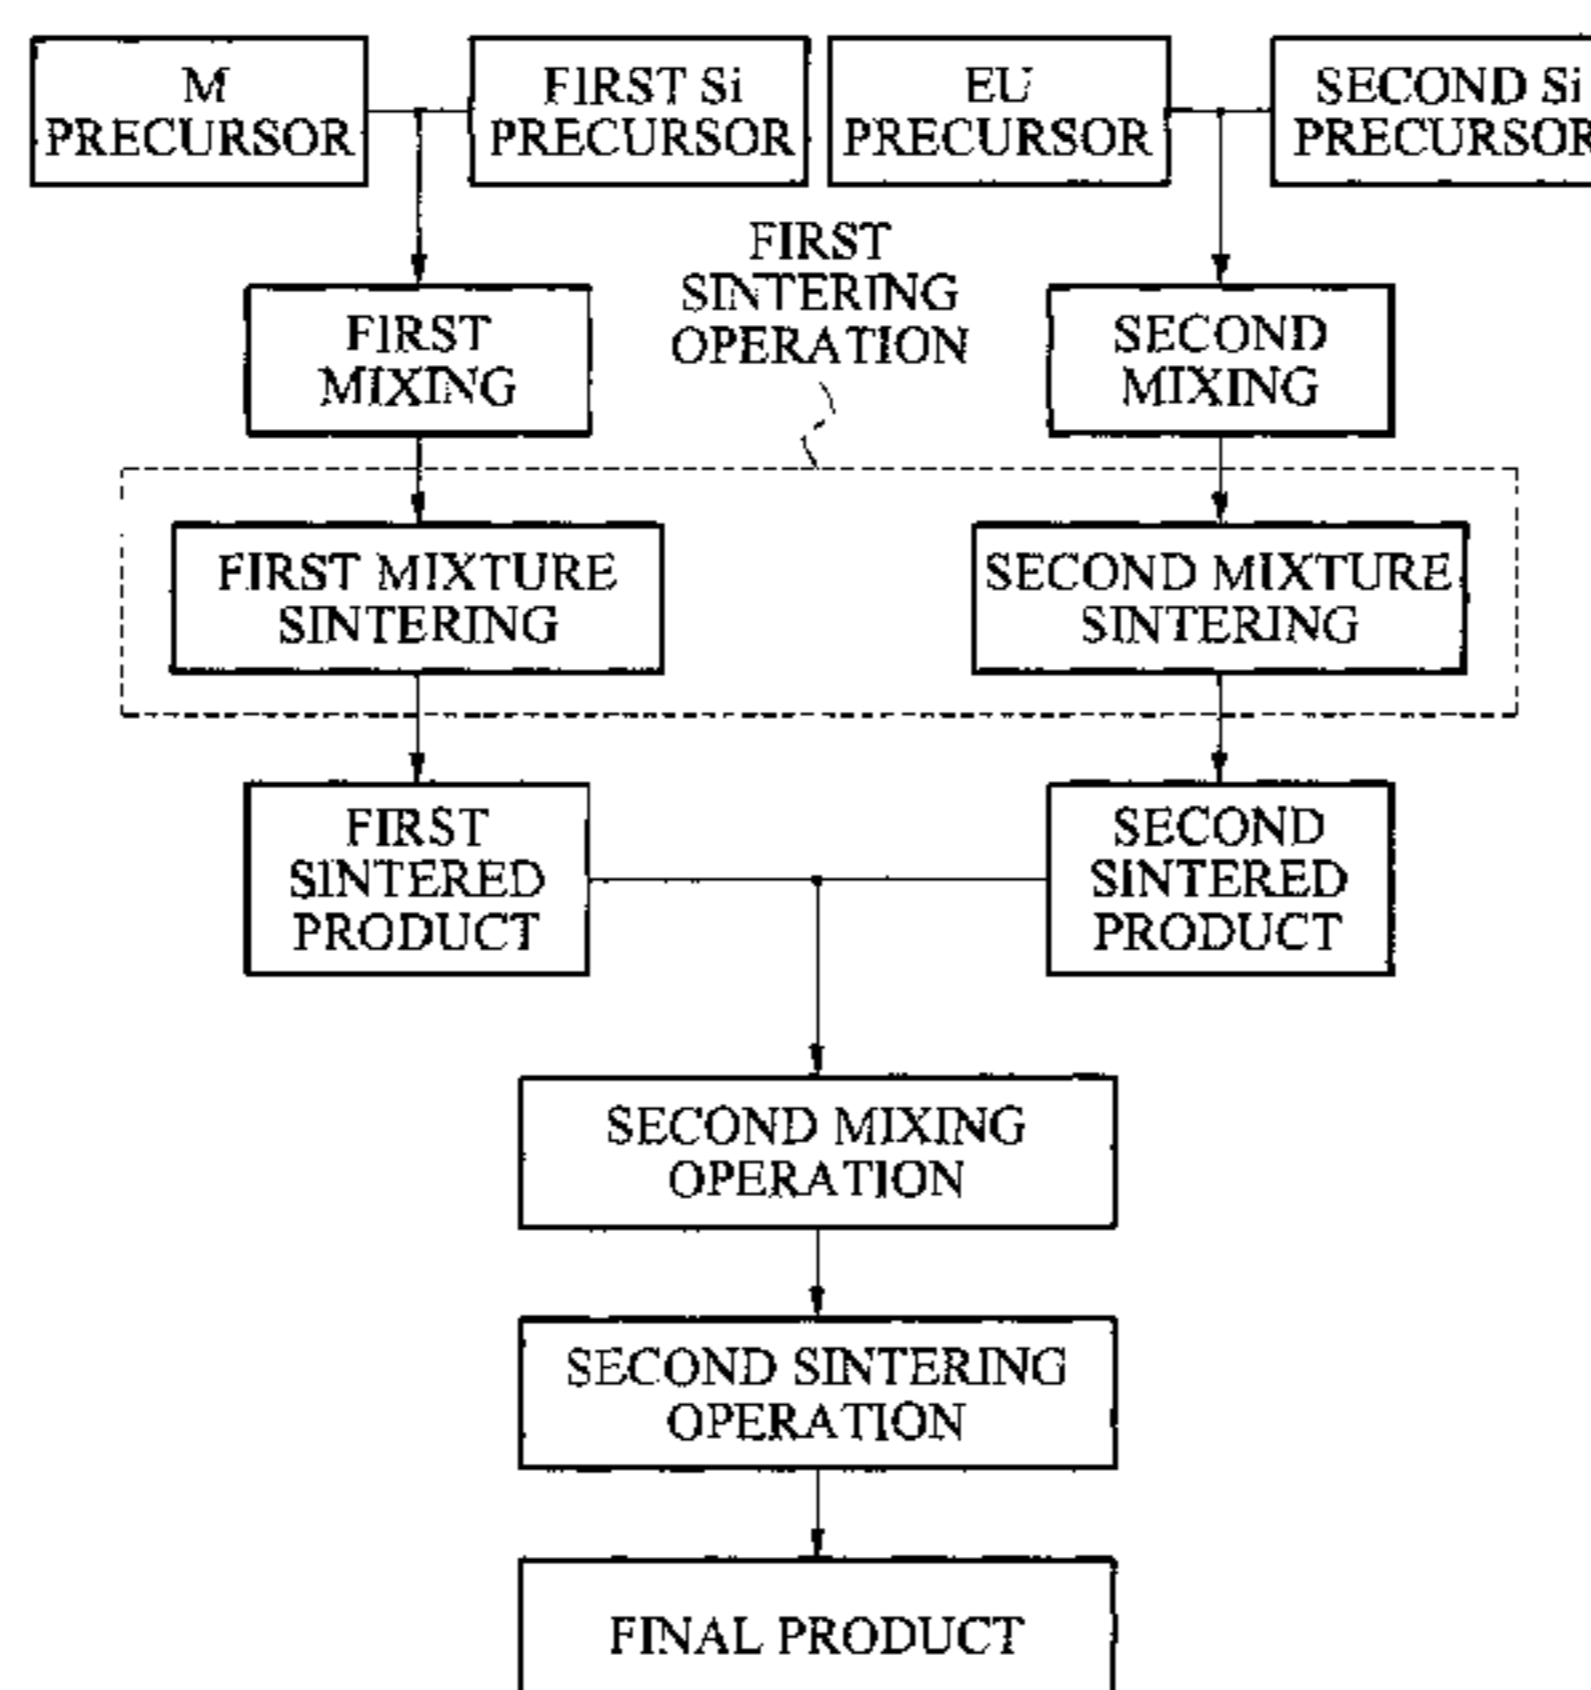 M
PRECURSOR
FIRST Si
PRECURSOR
EU
PRECURSOR
SECOND Si
PRECURSOR
FIRST
SINTERING
OPERATION
FIRST
MIXING
SECOND
MIXING
FIRST MIXTURE
SINTERING
SECOND MIXTURE
SINTERING
FIRST
SINTERED
PRODUCT
SECOND
SINTERED
PRODUCT
SECOND MIXING
OPERATION
SECOND SINTERING
OPERATION
FINAL PRODUCT